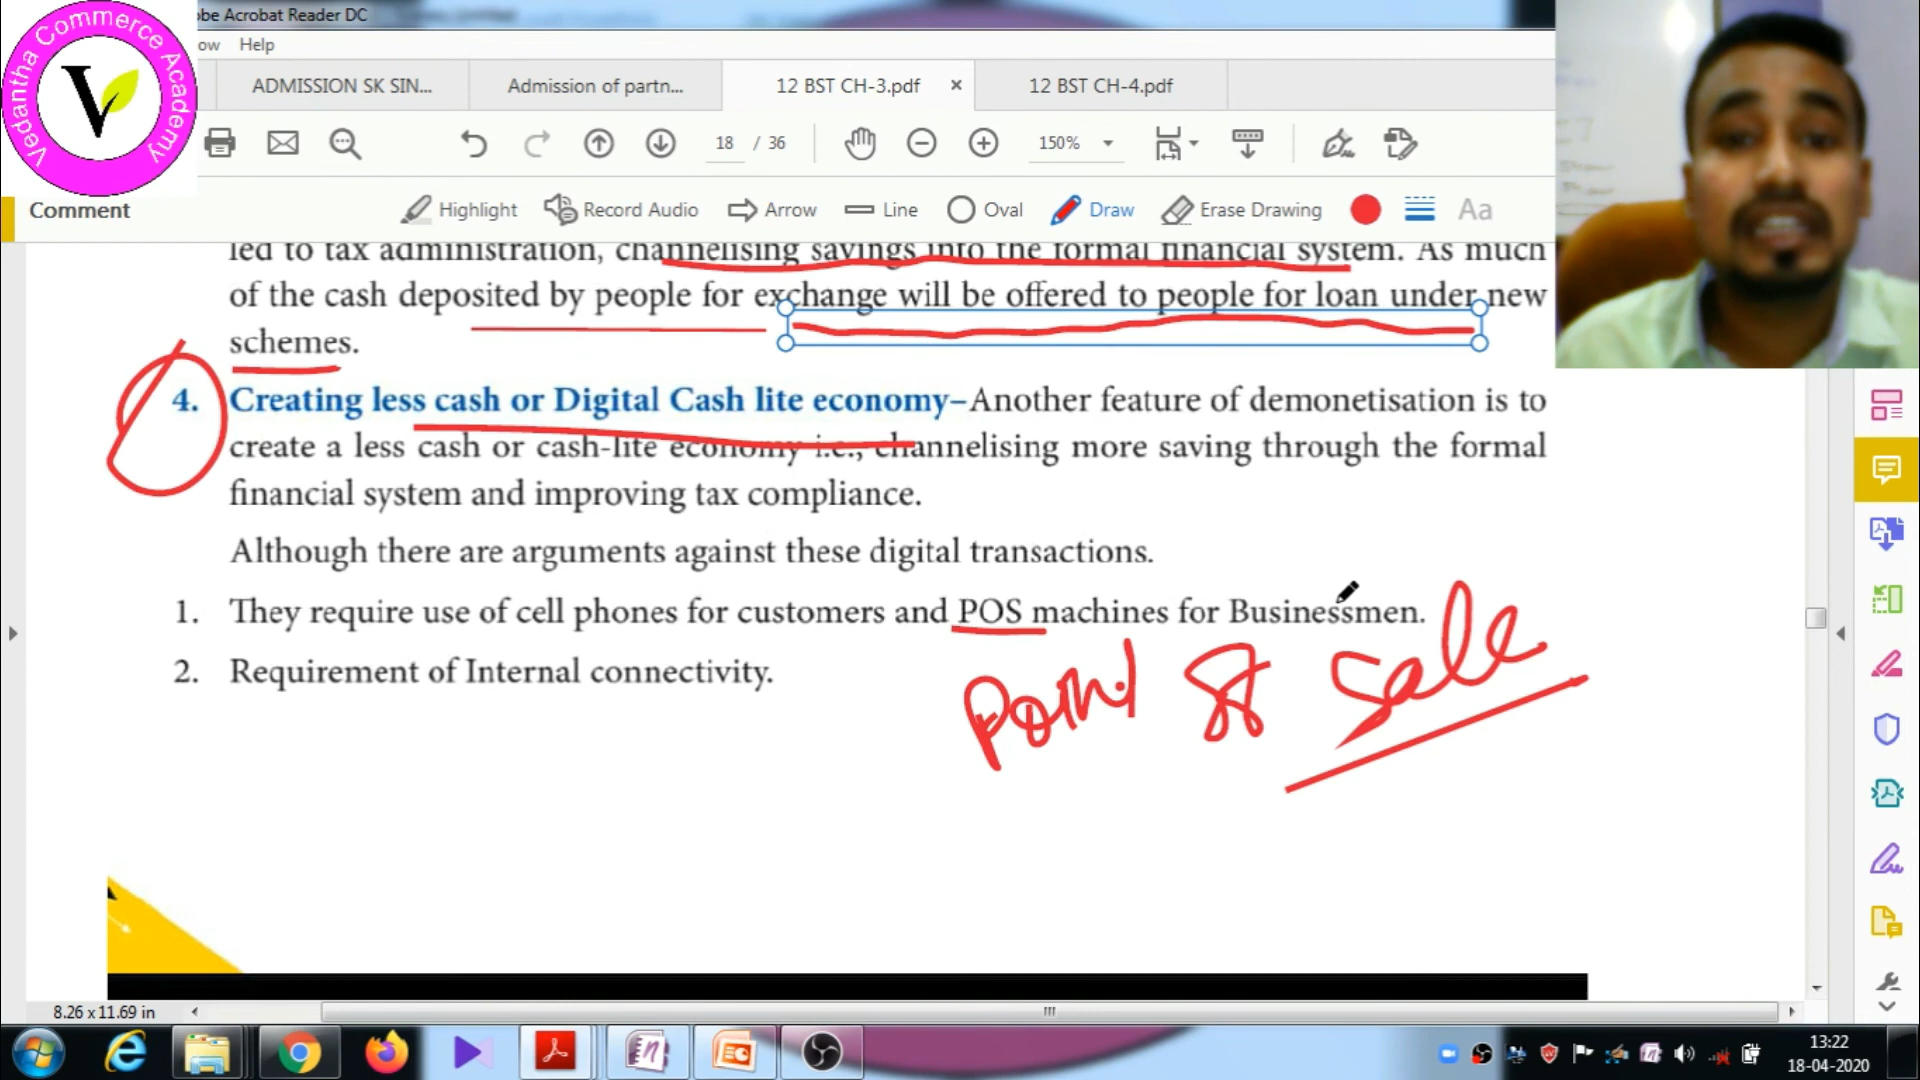 Vedantha Commerce Academy
V
obe Acrobat Reader DC
ow Help
ADMISSION SK SIN...
Admission of partn...
12 BST CH-3.pdf
12 BST CH-4.pdf
18 / 36
150%
Comment
Highlight
Record Audio
Arrow
Line
Oval
Draw
Erase Drawing
Aa
led to tax administration, channelising savings into the formal financial system. As much
of the cash deposited by people for exchange will be offered to people for loan under new
schemes.
4. Creating less cash or Digital Cash lite economy–Another feature of demonetisation is to
create a less cash or cash-lite economy i.e., channelising more saving through the formal
financial system and improving tax compliance.
Although there are arguments against these digital transactions.
1. They require use of cell phones for customers and POS machines for Businessmen.
2. Requirement of Internal connectivity.
Point of Sale
8.26 x 11.69 in
13:22
18-04-2020